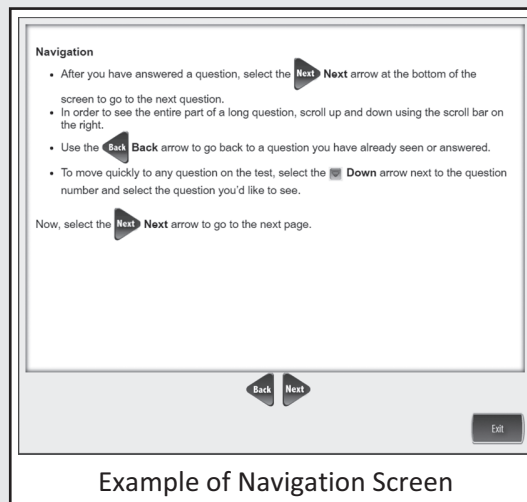 Navigation
• After you have answered a question, select the Next Next arrow at the bottom of the
screen to go to the next question.
• In order to see the entire part of a long question, scroll up and down using the scroll bar on
the right.
• Use the Back Back arrow to go back to a question you have already seen or answered.
• To move quickly to any question on the test, select the Down arrow next to the question
number and select the question you'd like to see.
Now, select the Next Next arrow to go to the next page.
Back Next
Exit
Example of Navigation Screen